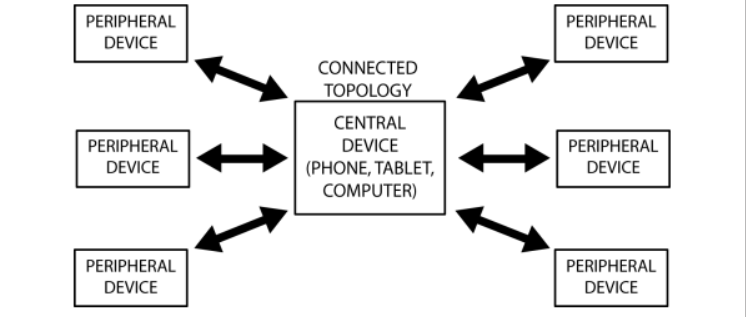 PERIPHERAL
DEVICE
PERIPHERAL
DEVICE
CONNECTED
TOPOLOGY
PERIPHERAL
DEVICE
CENTRAL
DEVICE
(PHONE, TABLET,
COMPUTER)
PERIPHERAL
DEVICE
PERIPHERAL
DEVICE
PERIPHERAL
DEVICE